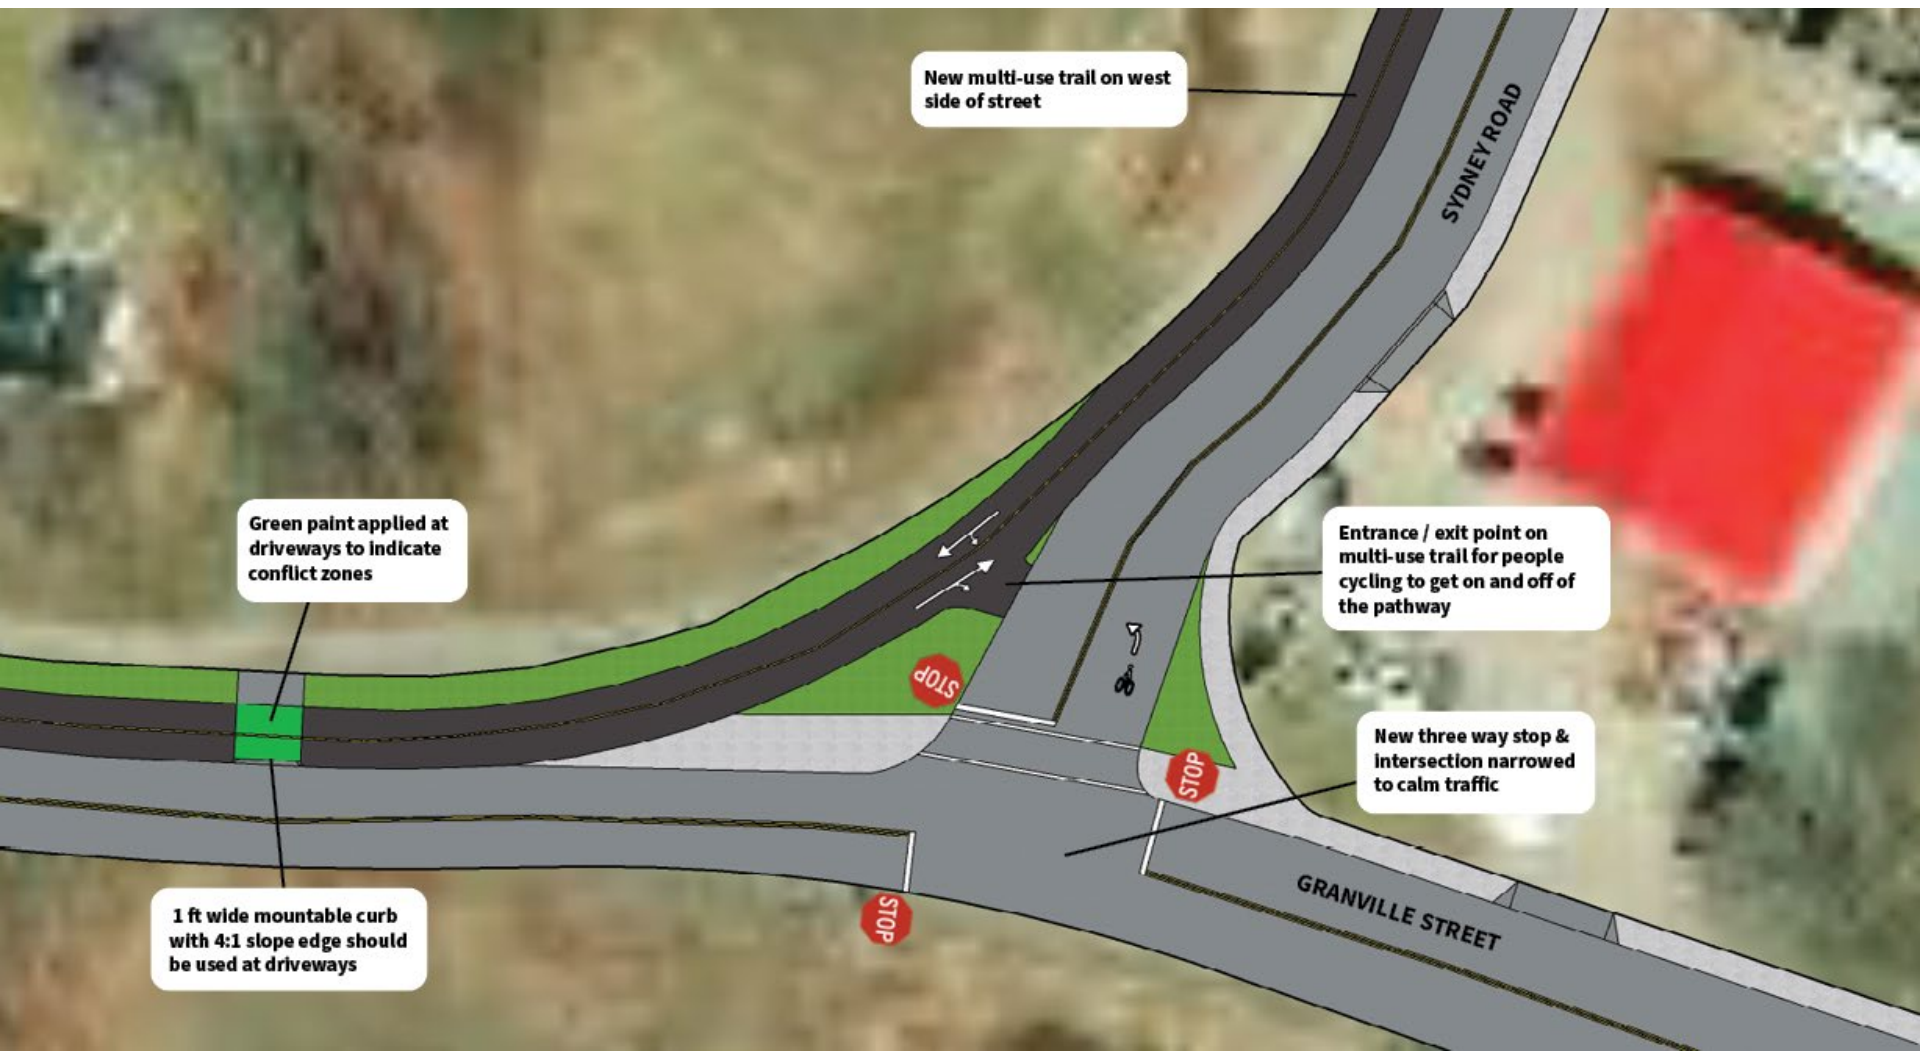 New multi-use trail on west
side of street
SYDNEY ROAD
Green paint applied at
driveways to indicate
conflict zones
Entrance / exit point on
multi-use trail for people
cycling to get on and off of
the pathway
STOP
New three way stop &
intersection narrowed
to calm traffic
STOP
1 ft wide mountable curb
with 4:1 slope edge should
be used at driveways
STOP
GRANVILLE STREET